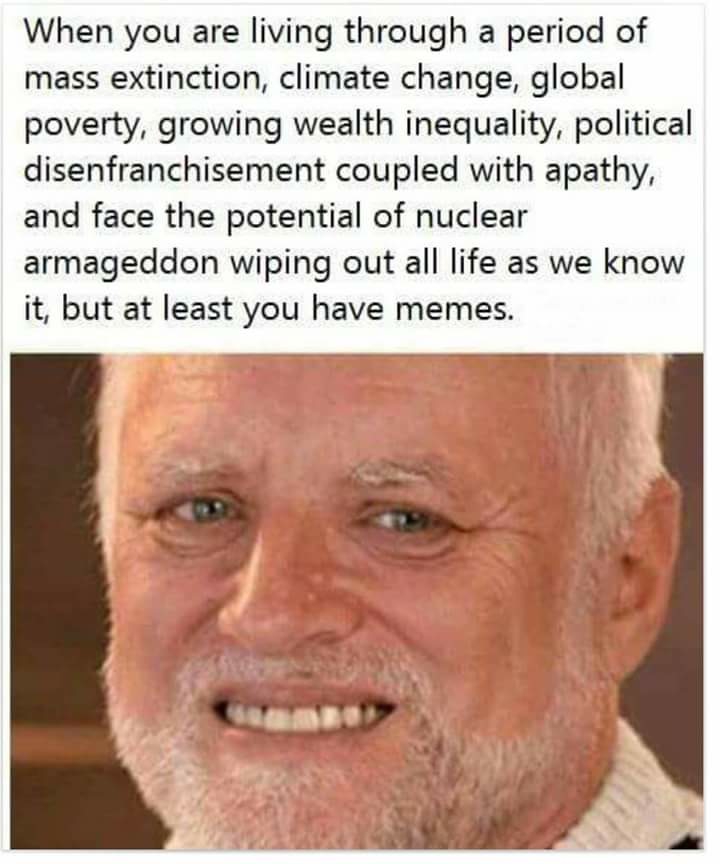 When you are living through a period of
mass extinction, climate change, global
poverty, growing wealth inequality, political
disenfranchisement coupled with apathy,
and face the potential of nuclear
armageddon wiping out all life as we know
it, but at least you have memes.